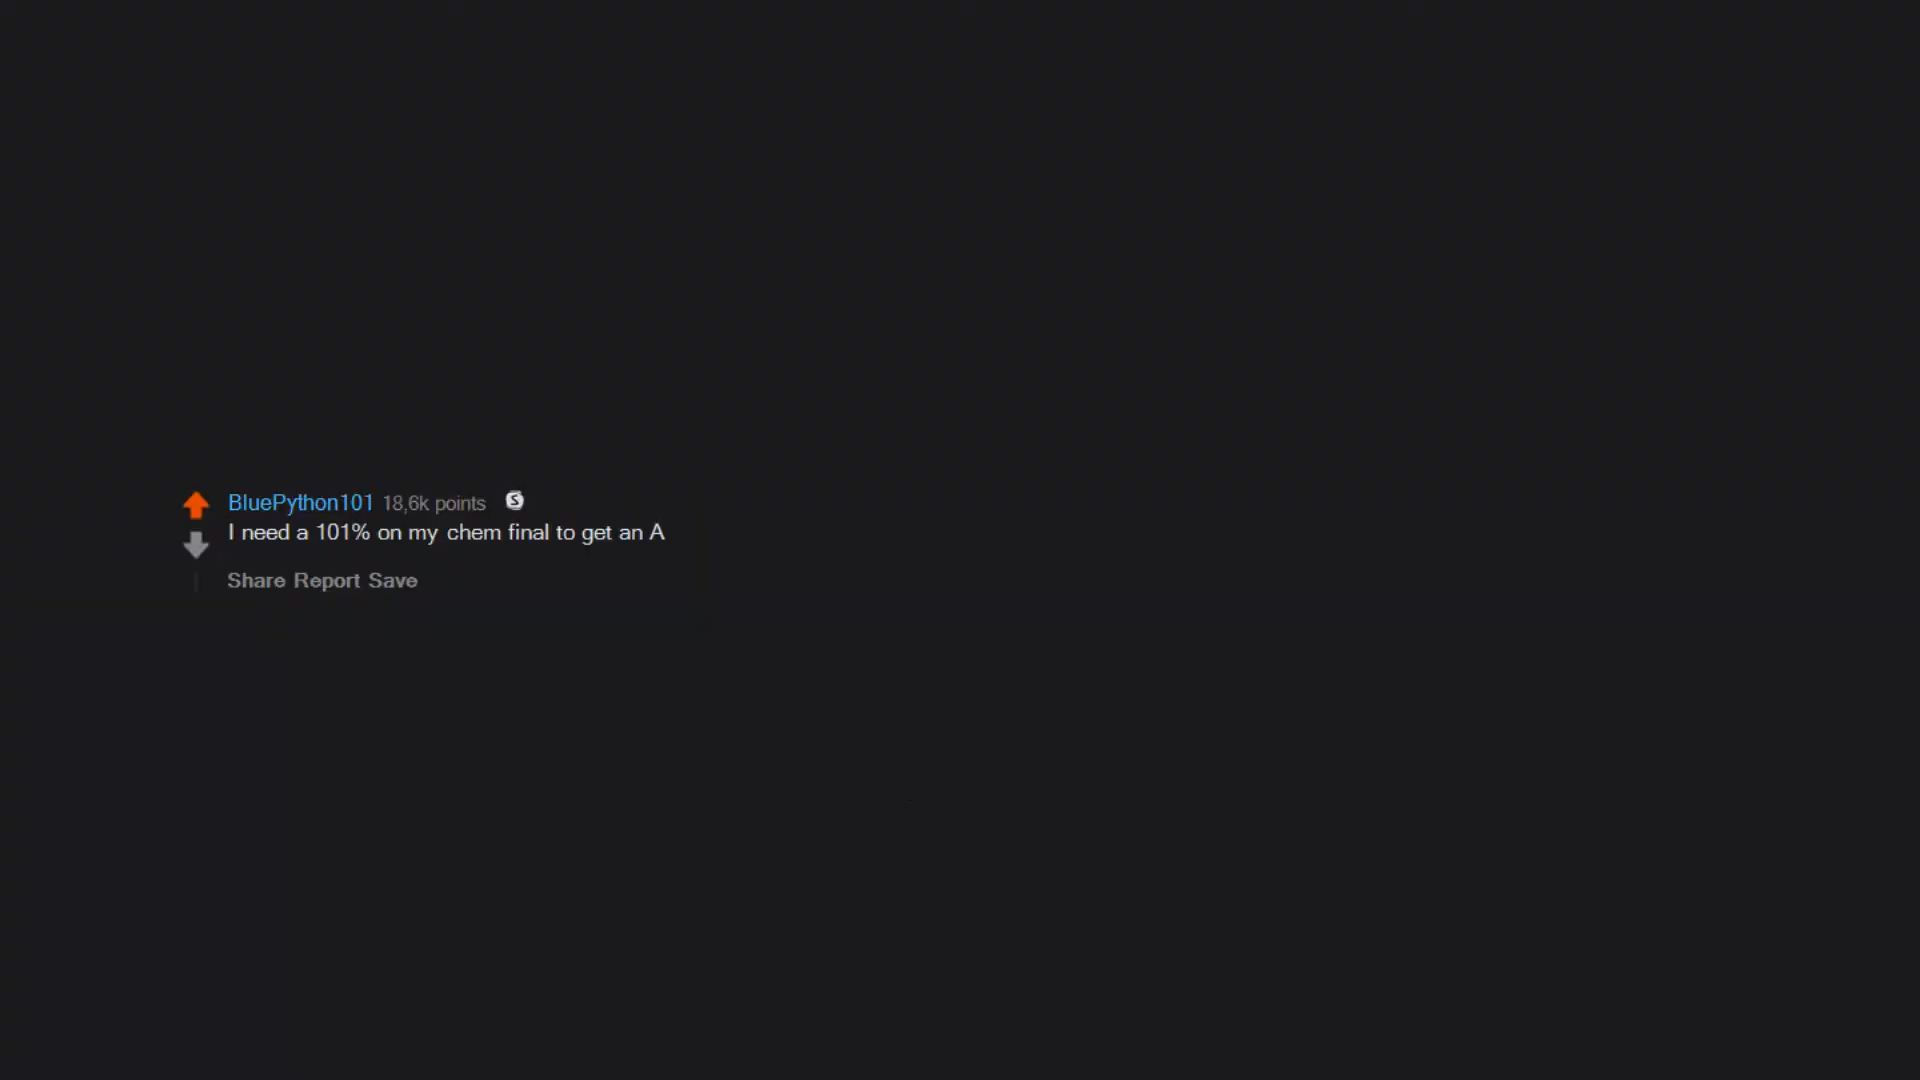 BluePython101 18,6k points S
I need a 101% on my chem final to get an A
Share Report Save